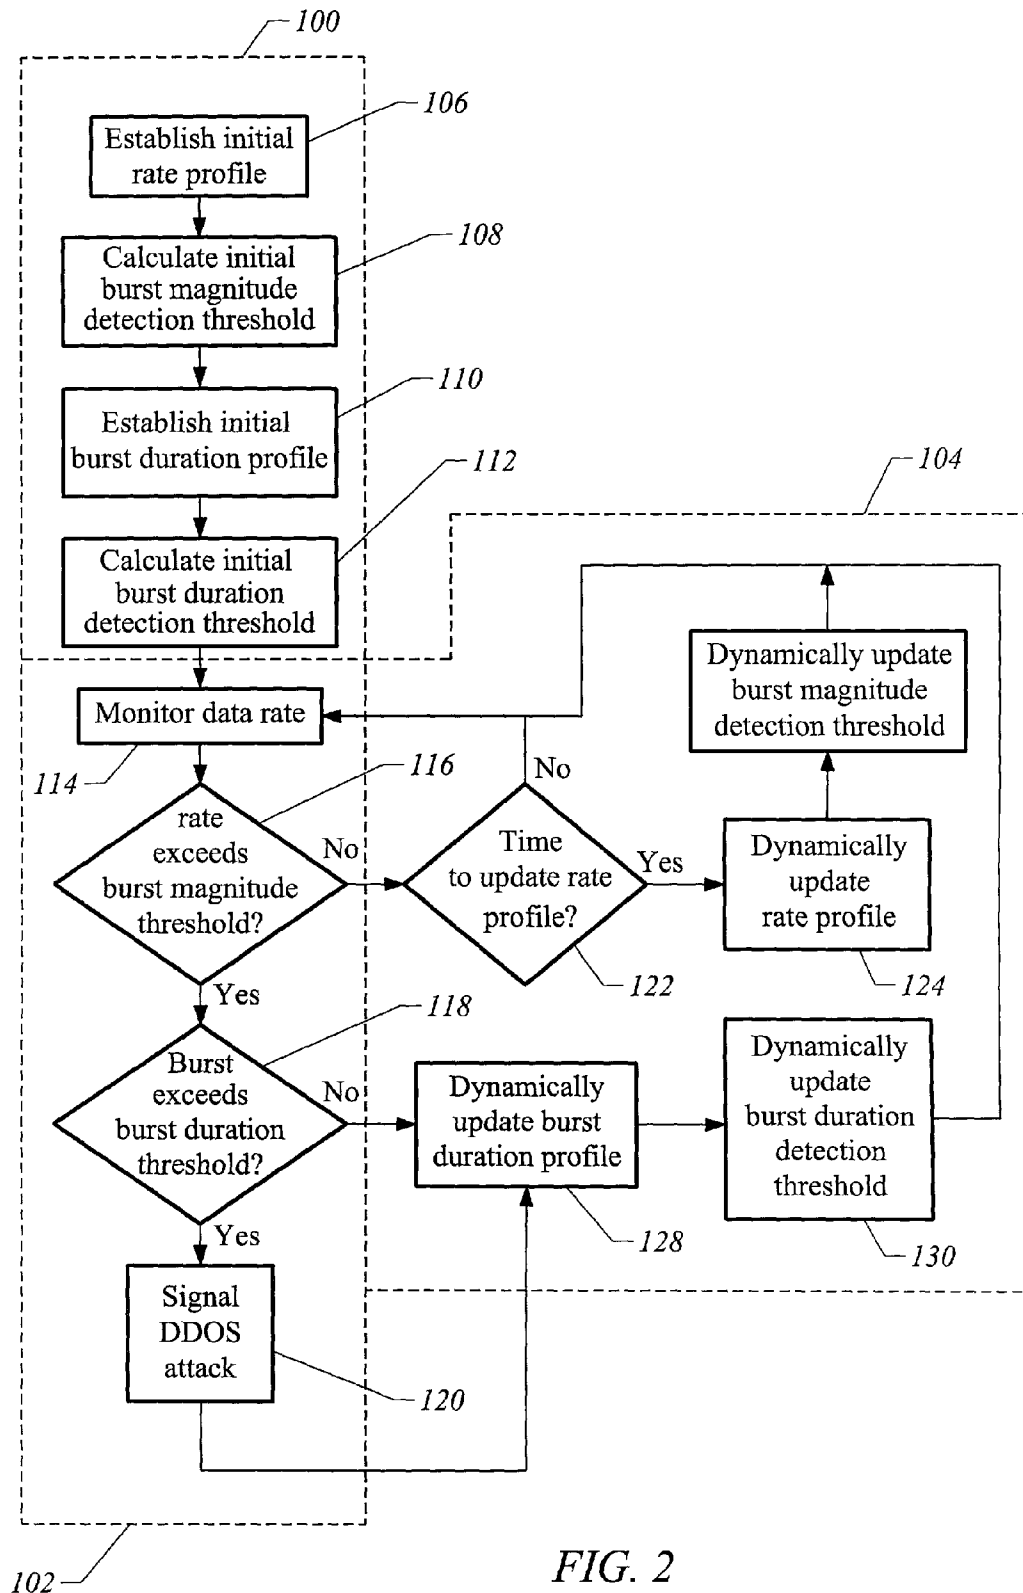 100
106
Establish initial
rate profile
108
Calculate initial
burst magnitude
detection threshold
110
Establish initial
burst duration profile
112
104
Calculate initial
burst duration
detection threshold
Dynamically update
burst magnitude
detection threshold
Monitor data rate
114
116
No
rate
exceeds
burst magnitude
threshold?
No
Time
to update rate
profile?
Yes
Dynamically
update
rate profile
122
124
Yes
118
Burst
exceeds
burst duration
threshold?
No
Dynamically
update burst
duration profile
Dynamically
update
burst duration
detection
threshold
128
130
Yes
Signal
DDOS
attack
120
102
FIG. 2